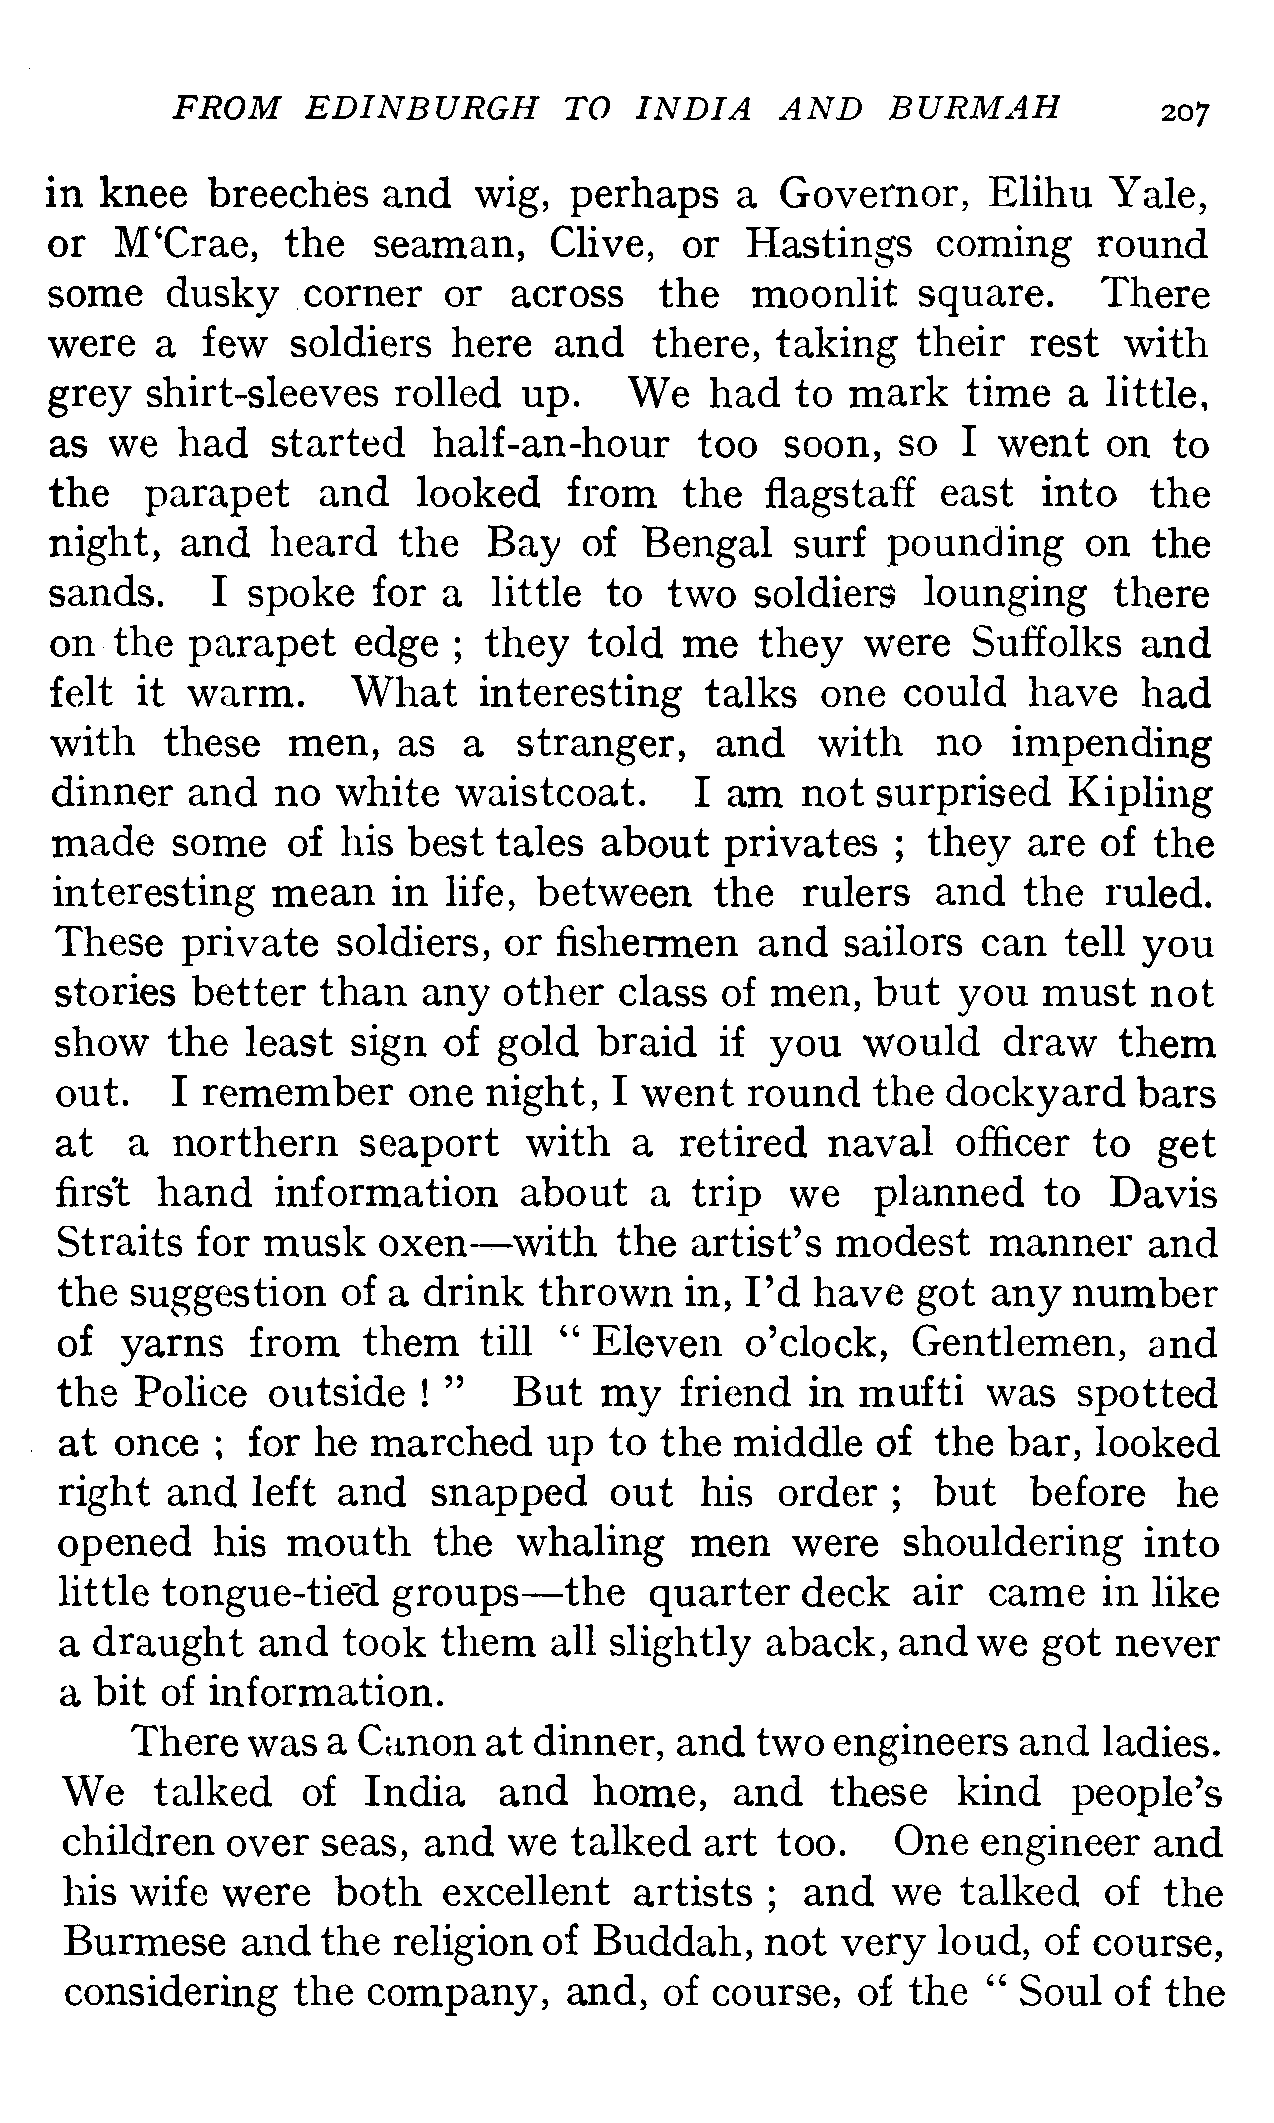 FROM EDINBURGH TO INDIA AND BURMAH 207
in knee breeches and wig, perhaps a Governor, Elihu Yale,
or M‘Crae, the seaman, Clive, or Hastings coming round
some dusky corner or across the moonlit square. There
were a few soldiers here and there, taking their rest with
grey shirt-sleeves rolled up. We had to mark time a little,
as we had started half-an-hour too soon, so I went on to
the parapet and looked from the flagstaff east into the
night, and heard the Bay of Bengal surf pounding on the
sands. I spoke for a little to two soldiers lounging there
on the parapet edge ; they told me they were Suffolks and
felt it warm. What interesting talks one could have had
with these men, as a stranger, and with no impending
dinner and no white waistcoat. I am not surprised Kipling
made some of his best tales about privates ; they are of the
interesting mean in life, between the rulers and the ruled.
These private soldiers, or fishermen and sailors can tell you
stories better than any other class of men, but you must not
show the least sign of gold braid if you would draw them
out. I remember one night, I went round the dockyard bars
at a northern seaport with a retired naval officer to get
first hand information about a trip we planned to Davis
Straits for musk oxen—with the artist’s modest manner and
the suggestion of a drink thrown in, I’d have got any number
of yarns from them till “ Eleven o’clock, Gentlemen, and
the Police outside ! ” But my friend in mufti was spotted
at once ; for he marched up to the middle of the bar, looked
right and left and snapped out his order ; but before he
opened his mouth the whaling men were shouldering into
little tongue-tied groups—the quarter deck air came in like
a draught and took them all slightly aback, and we got never
a bit of information.
There was a Canon at dinner, and two engineers and ladies.
We talked of India and home, and these kind people’s
children over seas, and we talked art too. One engineer and
his wife were both excellent artists ; and we talked of the
Burmese and the religion of Buddah, not very loud, of course,
considering the company, and, of course, of the “ Soul of the